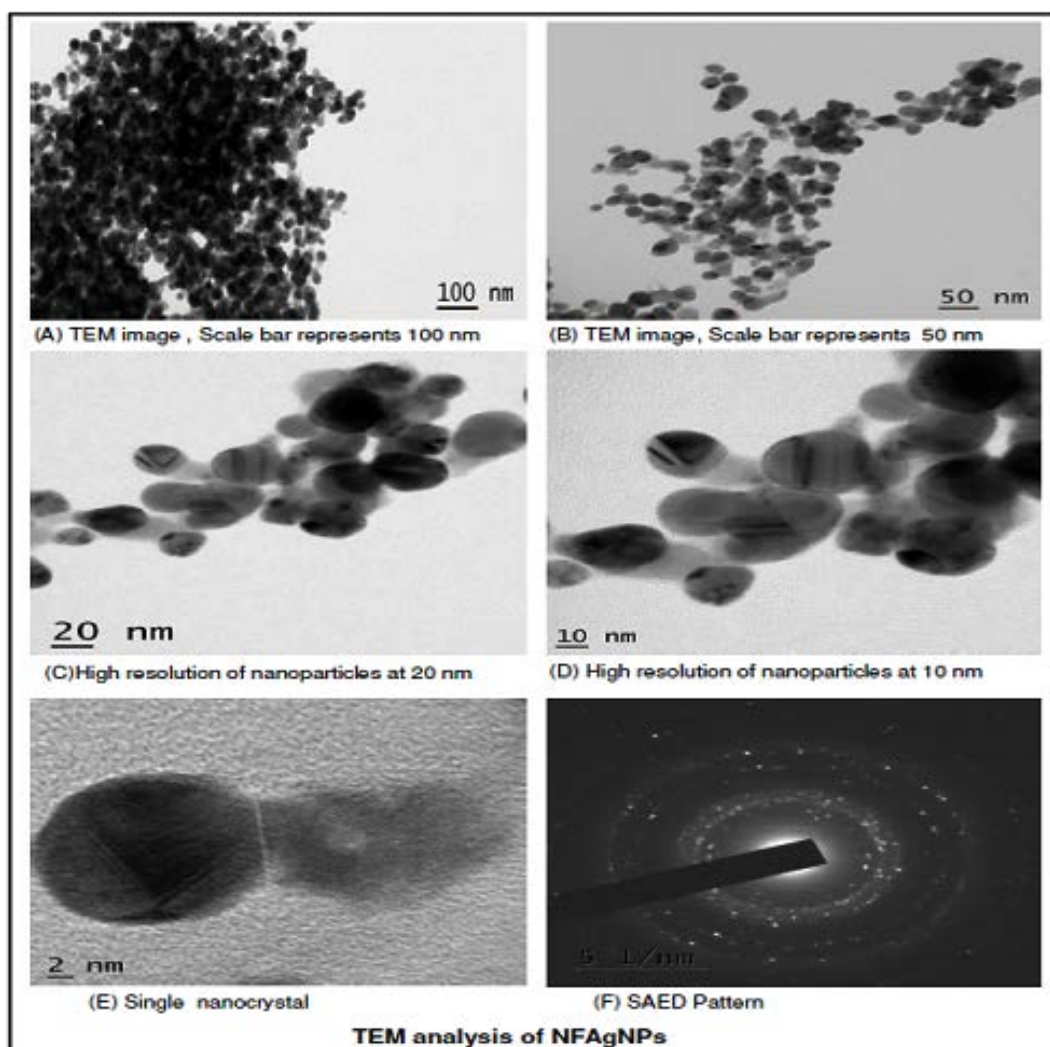 100 nm
50 nm
(A) TEM image , Scale bar represents 100 nm
(B) TEM image, Scale bar represents  50 nm
20 nm
10 nm
(C)High resolution of nanoparticles at 20 nm
(D) High resolution of nanoparticles at 10 nm
2 nm
5 1/nm
(E) Single nanocrystal
(F) SAED Pattern
TEM analysis of NFAgNPs